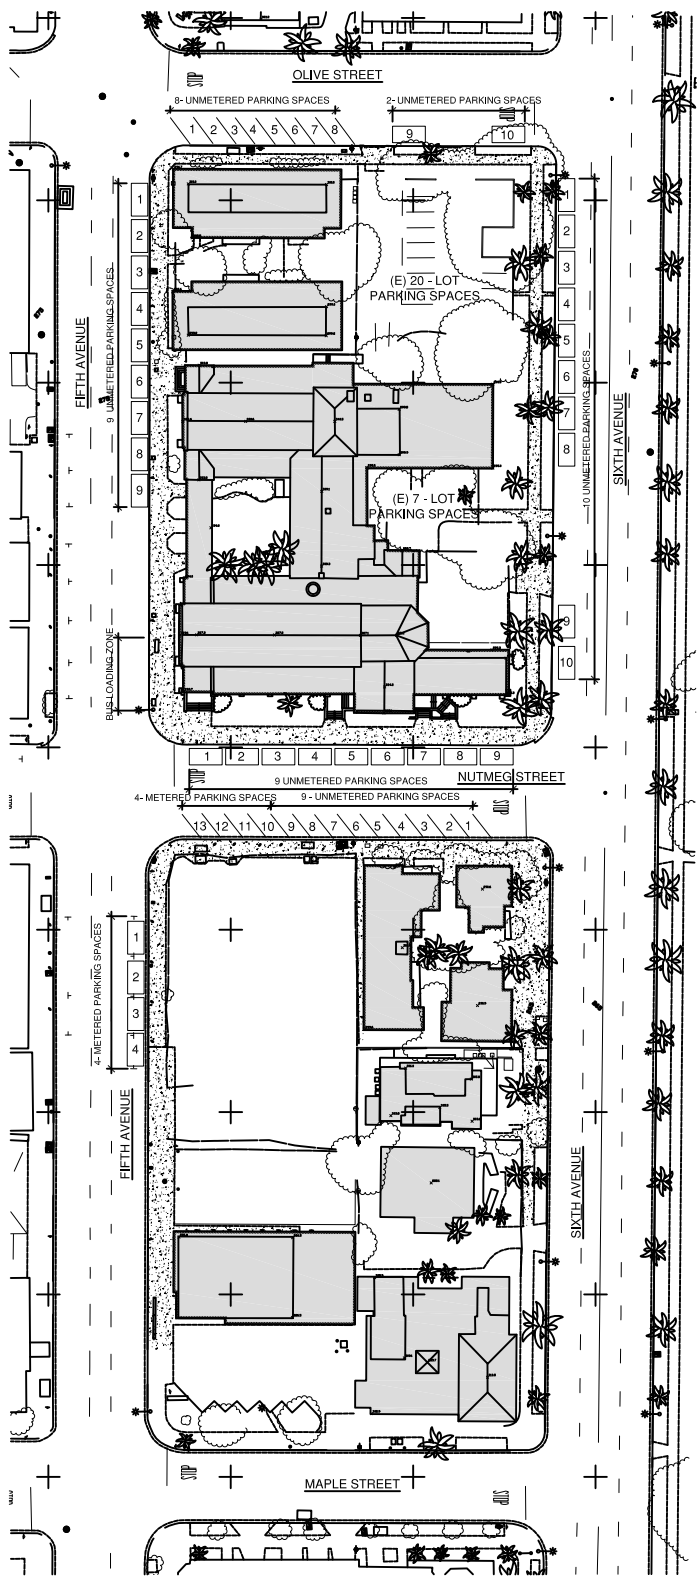 STOP
OLIVE STREET
8- UNMETERED PARKING SPACES
2- UNMETERED PARKING SPACES
STOP
1 2 3 4 5 6 7 8
9 10
1
2
3
4
5
6
7
8
9
9 UNMETERED PARKING SPACES
FIFTH AVENUE
BUS LOADING ZONE
(E) 20 - LOT
PARKING SPACES
(E) 7 - LOT
PARKING SPACES
1
2
3
4
5
6
7
8
9
10
10 UNMETERED PARKING SPACES
SIXTH AVENUE
1 2 3 4 5 6 7 8 9
STOP
9 UNMETERED PARKING SPACES
NUTMEG STREET
4- METERED PARKING SPACES
9 - UNMETERED PARKING SPACES
STOP
13 12 11 10 9 8 7 6 5 4 3 2 1
4- METERED PARKING SPACES
1
2
3
4
FIFTH AVENUE
SIXTH AVENUE
STOP
MAPLE STREET
STOP